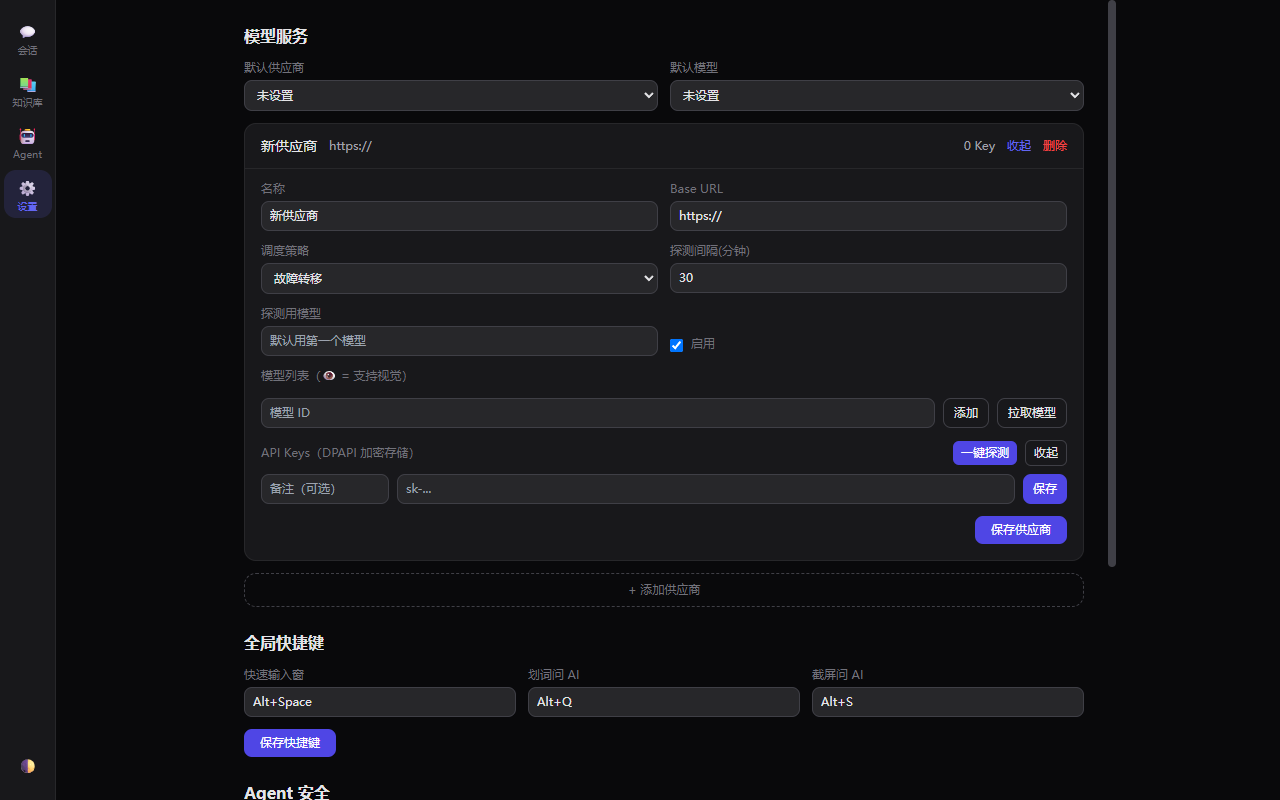 会话
知识库
Agent
设置
模型服务
默认供应商 默认模型
未设置 未设置
新供应商 https:// 0 Key 收起 删除
名称 Base URL
新供应商 https://
调度策略 探测间隔(分钟)
故障转移 30
探测用模型
默认用第一个模型 启用
模型列表（👁 = 支持视觉）
模型 ID 添加 拉取模型
API Keys（DPAPI 加密存储） 一键探测 收起
备注（可选） sk-... 保存
保存供应商
+ 添加供应商
全局快捷键
快速输入窗 划词问 AI 截屏问 AI
Alt+Space Alt+Q Alt+S
保存快捷键
Agent 安全